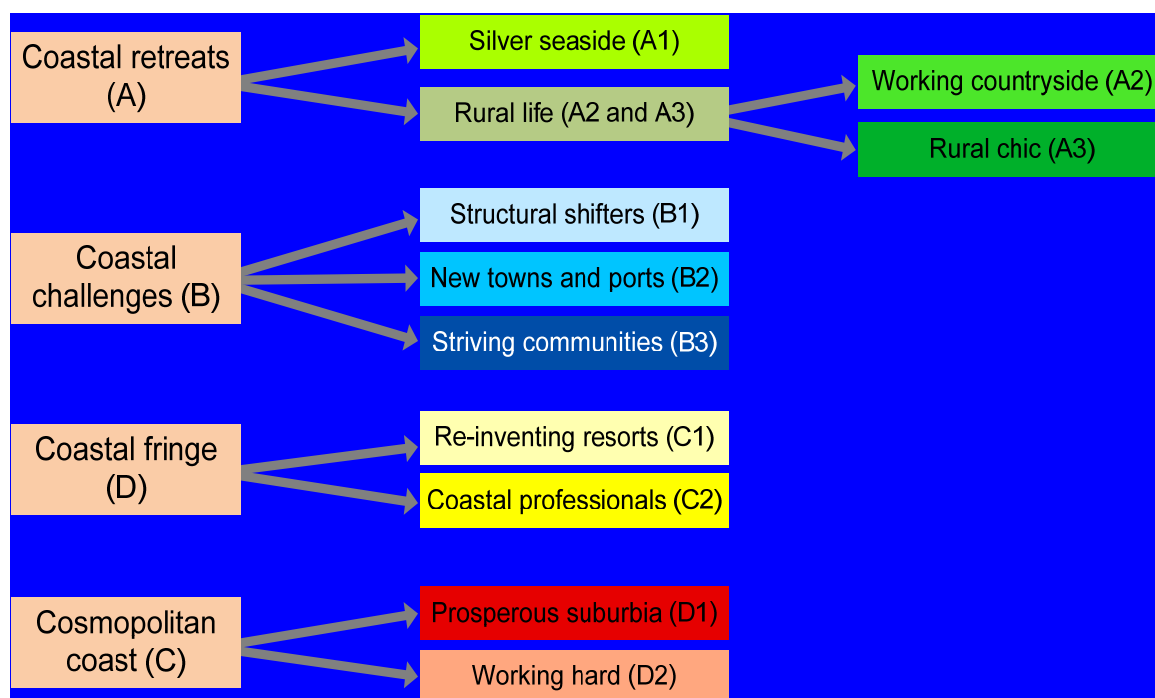 Coastal retreats
(A)
Silver seaside (A1)
Rural life (A2 and A3)
Working countryside (A2)
Rural chic (A3)
Coastal
challenges (B)
Structural shifters (B1)
New towns and ports (B2)
Striving communities (B3)
Coastal fringe
(D)
Re-inventing resorts (C1)
Coastal professionals (C2)
Cosmopolitan
coast (C)
Prosperous suburbia (D1)
Working hard (D2)